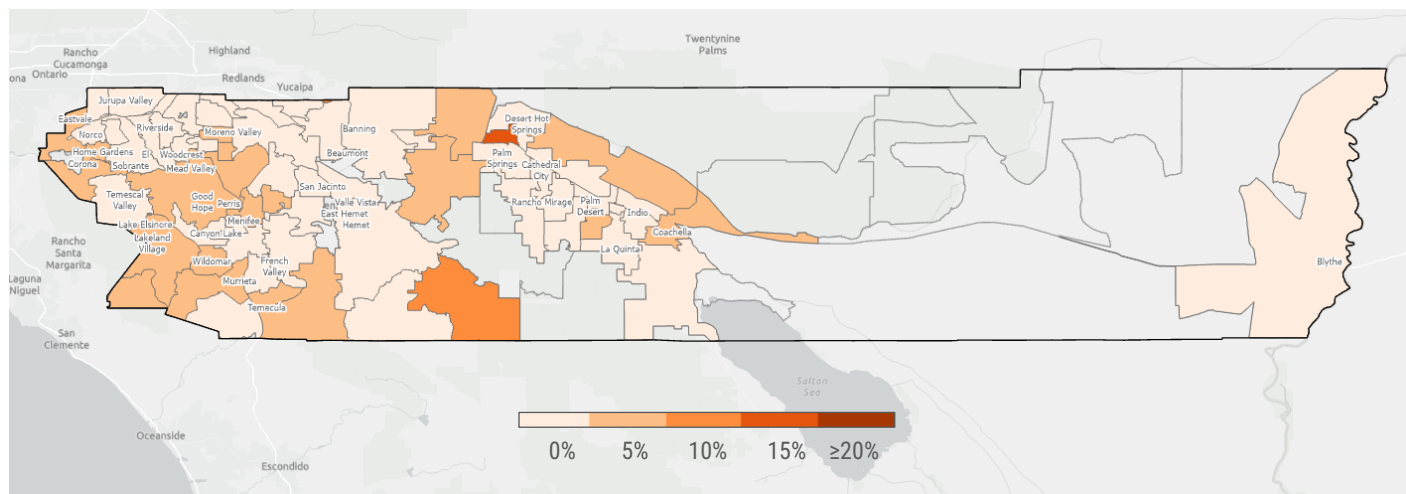 Twentynine
Palms
Highland
Rancho
Cucamonga
ona
Ontario
Redlands
Yucaipa
Jurupa Valley
Eastvale
Riverside
ad
Norco
Moreno Valley
Banning
Desert Hot
Springs
Home Gardens
El
Woodcrest
Beaumont
Corona
Sobrante
Mead Valley
Palm
Springs
Cathedral
City
San Jacinto
Temescal
Valley
Good
Hope
Perris
Valle Vista
en
East Hemet
Hemet
Rancho Mirage
Palm
Desert
Indio
Lake Elsinore
Menifee
Canyon Lake
Coachella
Lakeland
Village
La Quinta
Rancho
Santa
Margarita
Wildomar
French
Valley
Blythe
Laguna
Niguel
Murrieta
Temecula
San
Clemente
Salton
Sea
Oceanside
Escondido
0% 5% 10% 15% ≥20%